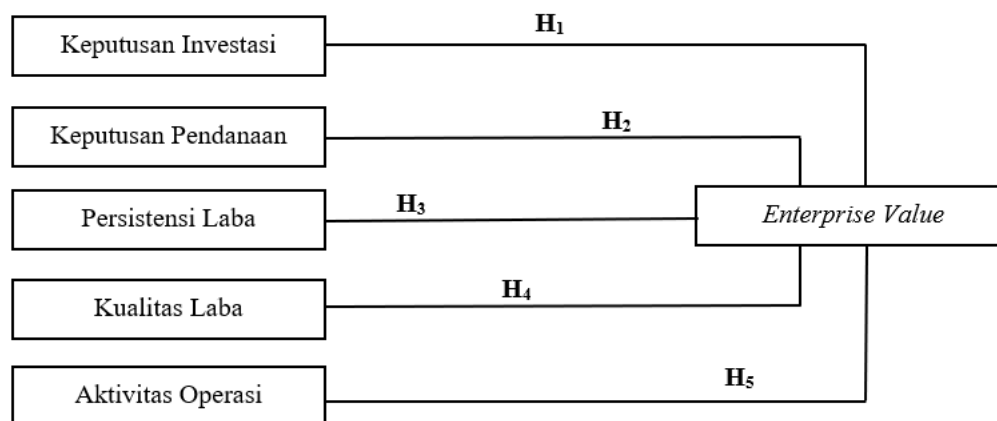 H₁
Keputusan Investasi
H₂
Keputusan Pendanaan
H₃
Persistensi Laba
Enterprise Value
H₄
Kualitas Laba
H₅
Aktivitas Operasi